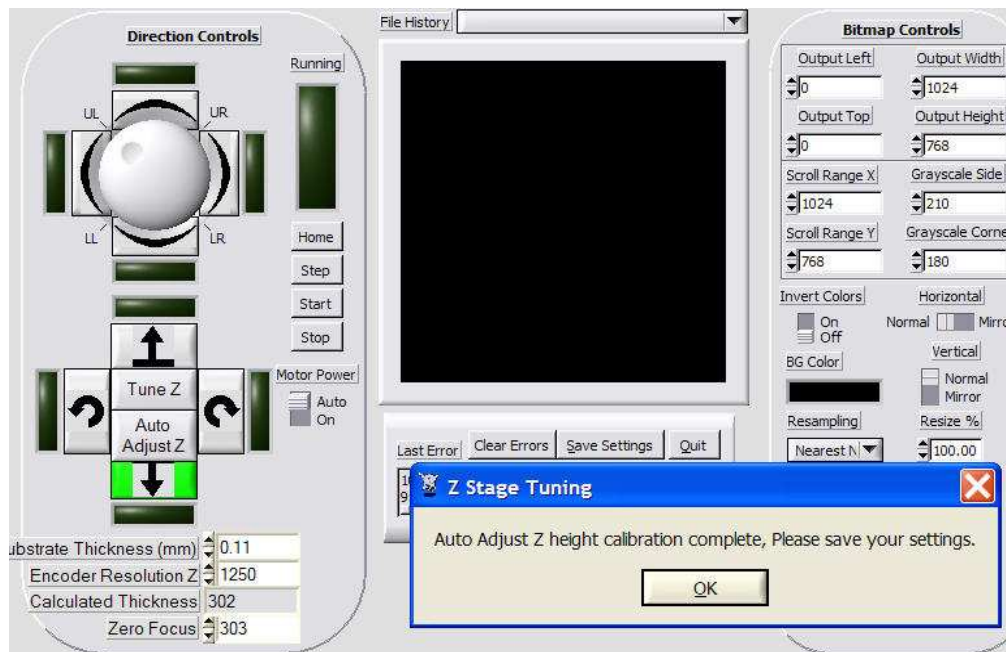 Direction Controls
UL
UR
LL
LR
Running
Home
Step
Start
Stop
Motor Power
Auto
On
Tune Z
Auto
Adjust Z
ubstrate Thickness (mm) 0.11
Encoder Resolution Z 1250
Calculated Thickness 302
Zero Focus 303
File History
Last Error
Clear Errors
Save Settings
Quit
Bitmap Controls
Output Left
Output Width
0
1024
Output Top
Output Height
0
768
Scroll Range X
Grayscale Side
1024
210
Scroll Range Y
Grayscale Corne
768
180
Invert Colors
On
Off
Horizontal
Normal
Mirro
BG Color
Vertical
Normal
Mirror
Resampling
Resize %
Nearest N
100.00
Z Stage Tuning
Auto Adjust Z height calibration complete, Please save your settings.
OK